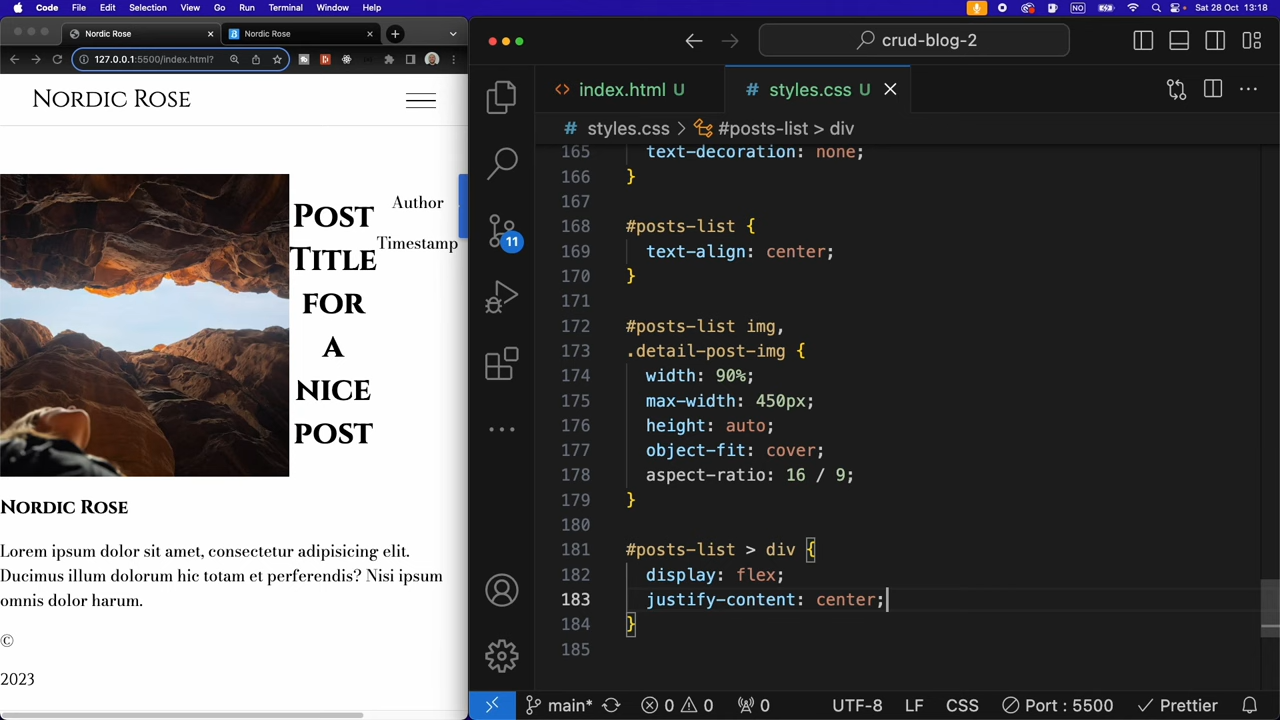 Code File Edit Selection View Go Run Terminal Window Help
NO Sat 28 Oct 13:18
Nordic Rose
Nordic Rose
127.0.0.1:5500/index.html?
Nordic Rose
Post
Title
for
a
nice
post
Author
Timestamp
Nordic Rose
Lorem ipsum dolor sit amet, consectetur adipisicing elit.
Ducimus illum dolorum hic totam et perferendis? Nisi ipsum
omnis dolor harum.
©
2023
crud-blog-2
index.html U
# styles.css U
# styles.css > #posts-list > div
11
165 text-decoration: none;
166 }
167
168 #posts-list {
169 text-align: center;
170 }
171
172 #posts-list img,
173 .detail-post-img {
174 width: 90%;
175 max-width: 450px;
176 height: auto;
177 object-fit: cover;
178 aspect-ratio: 16 / 9;
179 }
180
181 #posts-list > div {
182 display: flex;
183 justify-content: center;
184 }
185
main* 0 0 0 UTF-8 LF CSS Port : 5500 Prettier